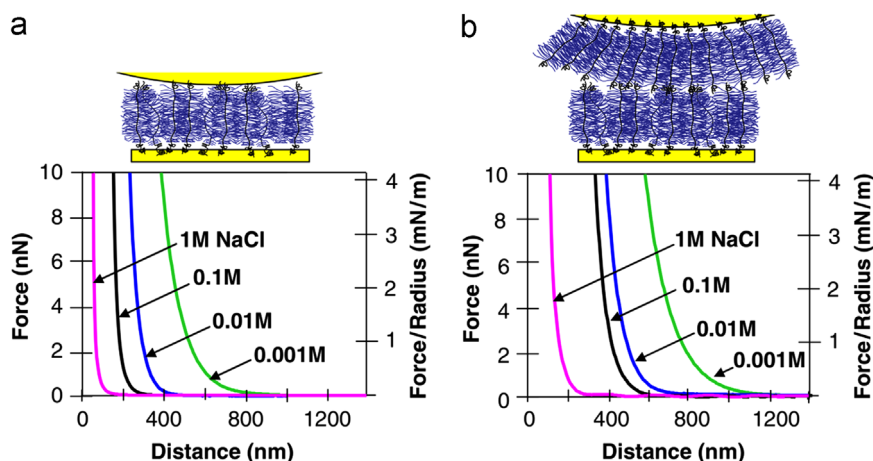 a
10
8
6
4
2
0
Force (nN)
1M NaCl
0.1M
0.01M
0.001M
4
3
2
1
Force/Radius (mN/m)
0 400 800 1200
Distance (nm)
b
10
8
6
4
2
0
Force (nN)
1M NaCl
0.1M
0.01M
0.001M
4
3
2
1
0
Force/Radius (mN/m)
0 400 800 1200
Distance (nm)